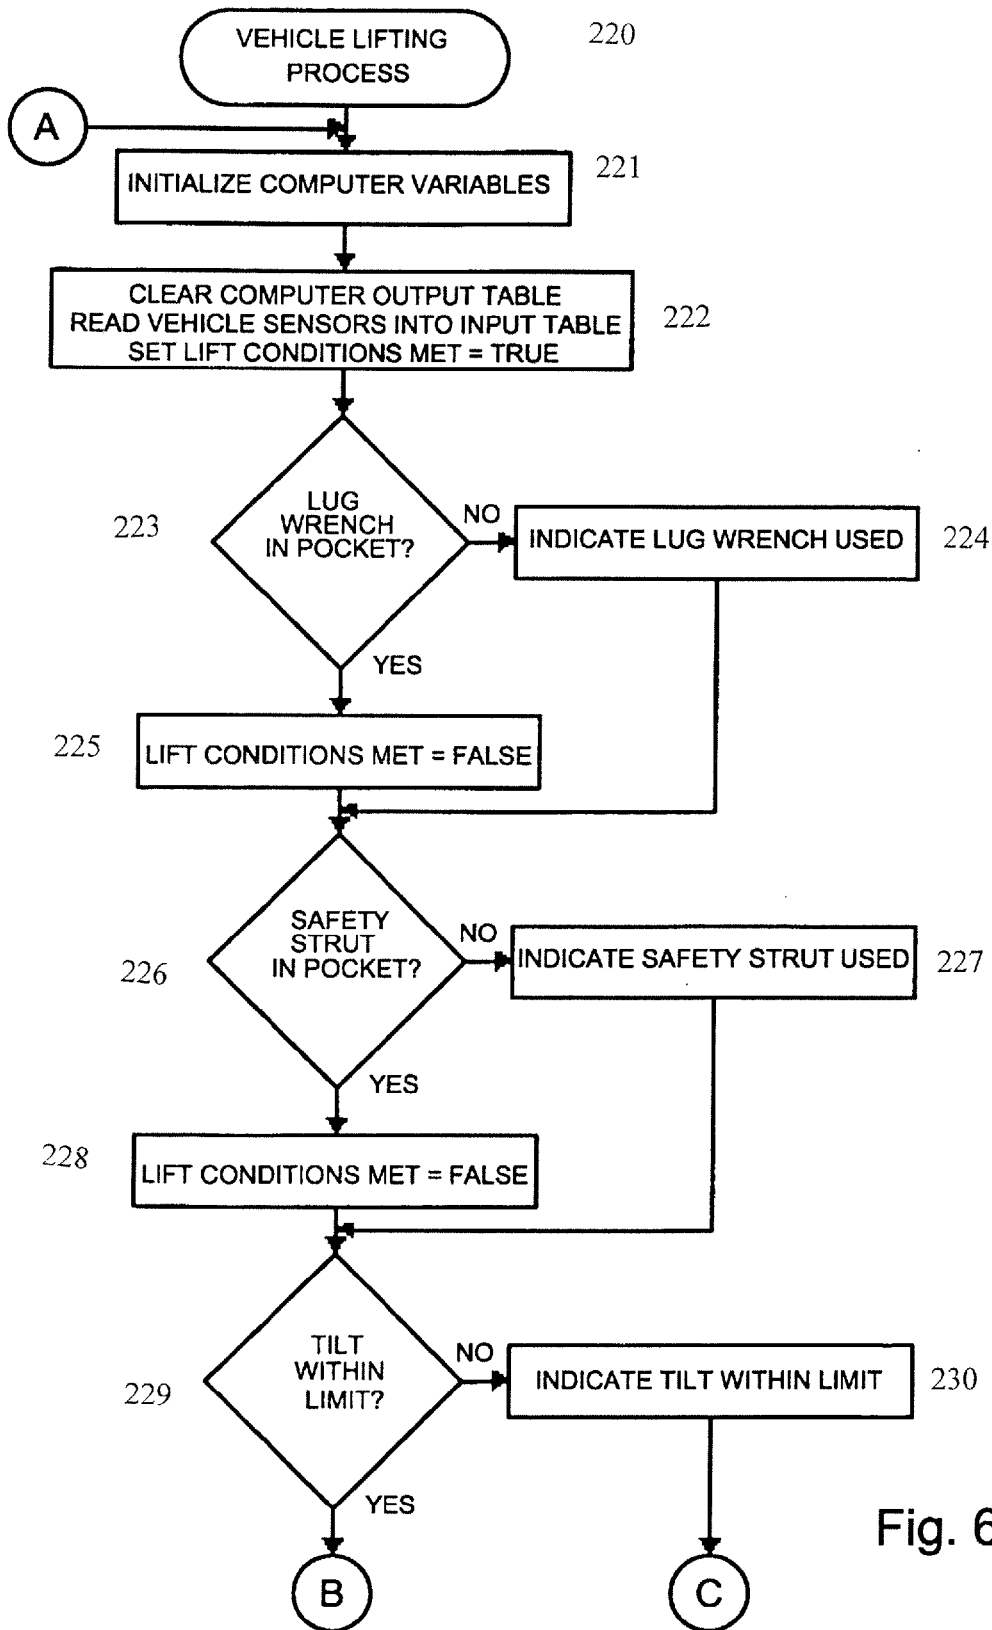 VEHICLE LIFTING
PROCESS
220
A
INITIALIZE COMPUTER VARIABLES
221
CLEAR COMPUTER OUTPUT TABLE
READ VEHICLE SENSORS INTO INPUT TABLE
SET LIFT CONDITIONS MET = TRUE
222
223
LUG
WRENCH
IN POCKET?
NO
INDICATE LUG WRENCH USED
224
YES
225
LIFT CONDITIONS MET = FALSE
226
SAFETY
STRUT
IN POCKET?
NO
INDICATE SAFETY STRUT USED
227
YES
228
LIFT CONDITIONS MET = FALSE
229
TILT
WITHIN
LIMIT?
NO
INDICATE TILT WITHIN LIMIT
230
YES
B
C
Fig. 6